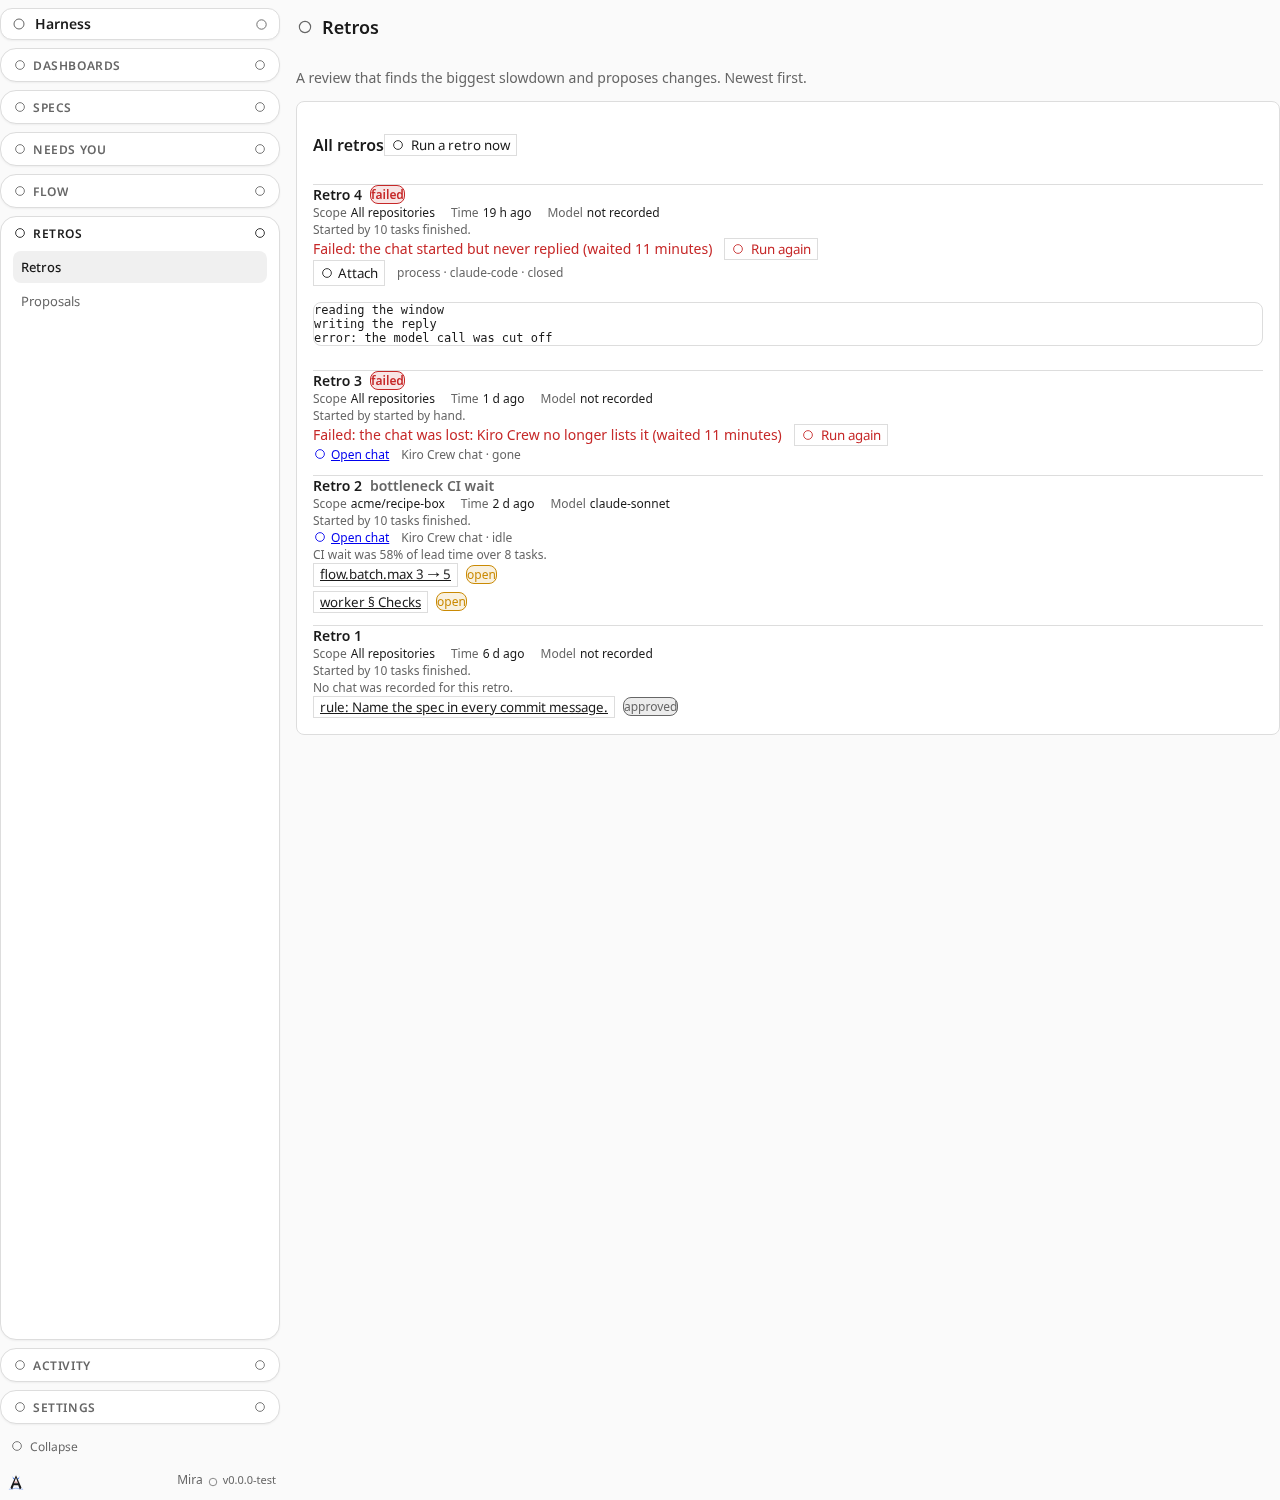 Harness
DASHBOARDS
SPECS
NEEDS YOU
FLOW
RETROS
Retros
Proposals
ACTIVITY
SETTINGS
Collapse
A
Mira v0.0.0-test
Retros
A review that finds the biggest slowdown and proposes changes. Newest first.
All retros Run a retro now
Retro 4 failed
Scope All repositories Time 19 h ago Model not recorded
Started by 10 tasks finished.
Failed: the chat started but never replied (waited 11 minutes) Run again
Attach process · claude-code · closed
reading the window
writing the reply
error: the model call was cut off
Retro 3 failed
Scope All repositories Time 1 d ago Model not recorded
Started by started by hand.
Failed: the chat was lost: Kiro Crew no longer lists it (waited 11 minutes) Run again
Open chat Kiro Crew chat · gone
Retro 2 bottleneck CI wait
Scope acme/recipe-box Time 2 d ago Model claude-sonnet
Started by 10 tasks finished.
Open chat Kiro Crew chat · idle
CI wait was 58% of lead time over 8 tasks.
flow.batch.max 3 → 5 open
worker § Checks open
Retro 1
Scope All repositories Time 6 d ago Model not recorded
Started by 10 tasks finished.
No chat was recorded for this retro.
rule: Name the spec in every commit message. approved